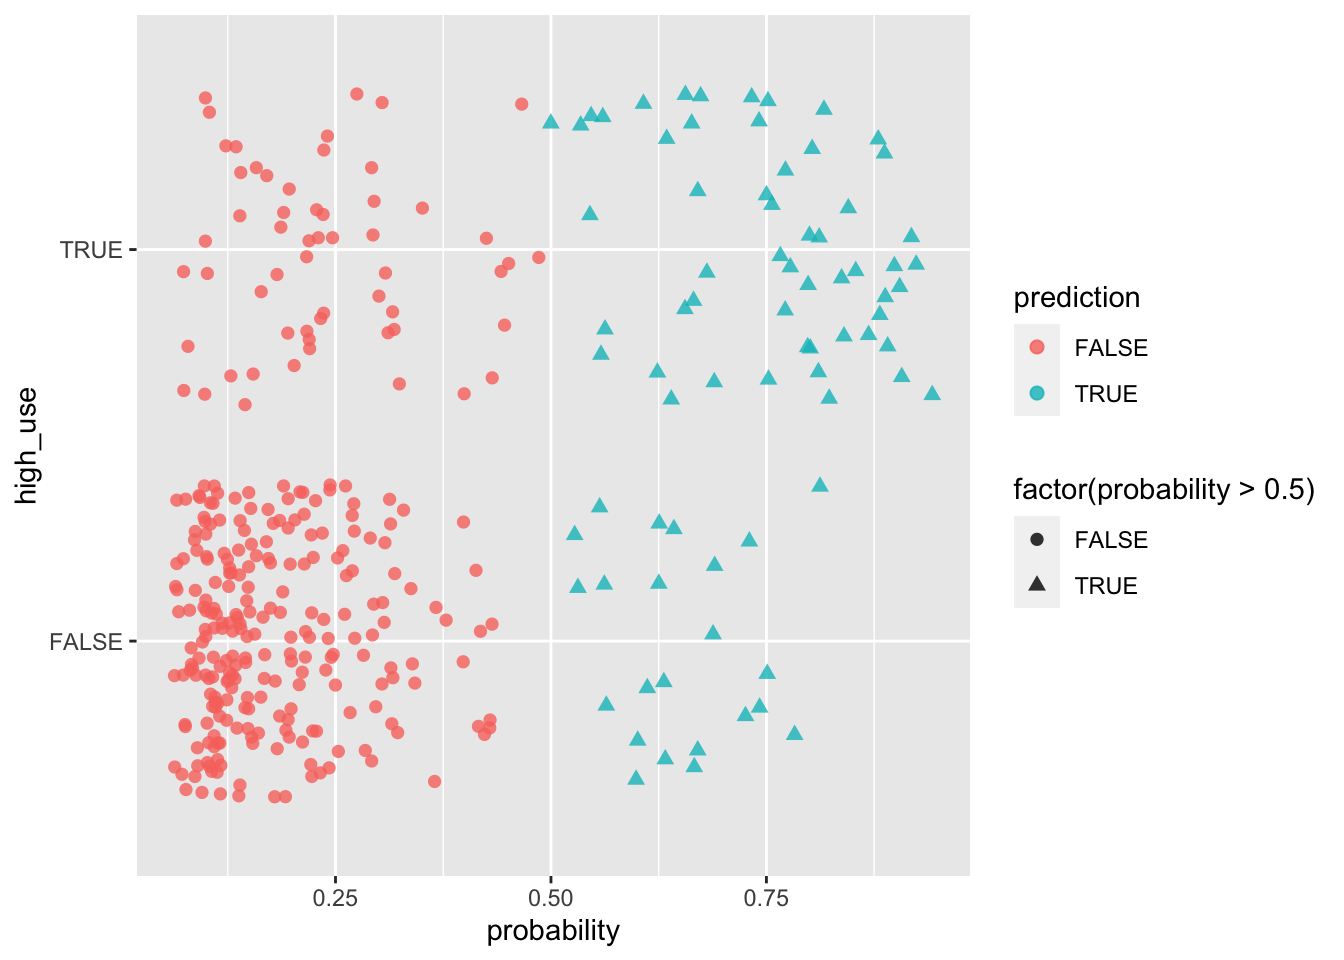 high_use
TRUE
FALSE
0.25
0.50
0.75
probability
prediction
FALSE
TRUE
factor(probability > 0.5)
FALSE
TRUE